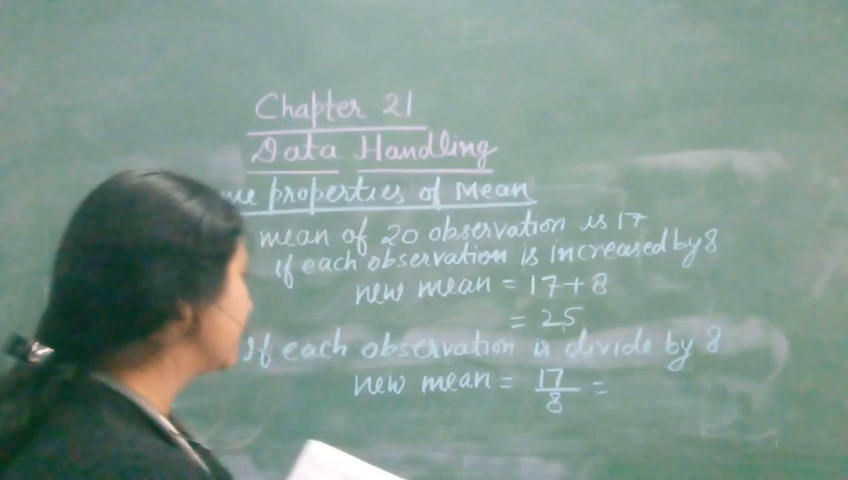 Chapter 21
Data Handling
properties of Mean
mean of 20 observation is 17
if each observation is increased by 8
new mean = 17+8
= 25
If each observation is divide by 8
new mean = 17/8 =